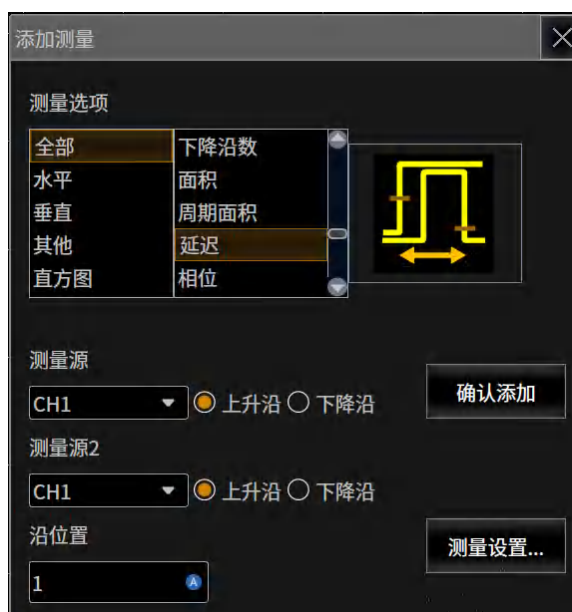 添加测量
测量选项
全部 下降沿数
水平 面积
垂直 周期面积
其他 延迟
直方图 相位
测量源
CH1 上升沿 下降沿
确认添加
测量源2
CH1 上升沿 下降沿
沿位置
测量设置...
1 A